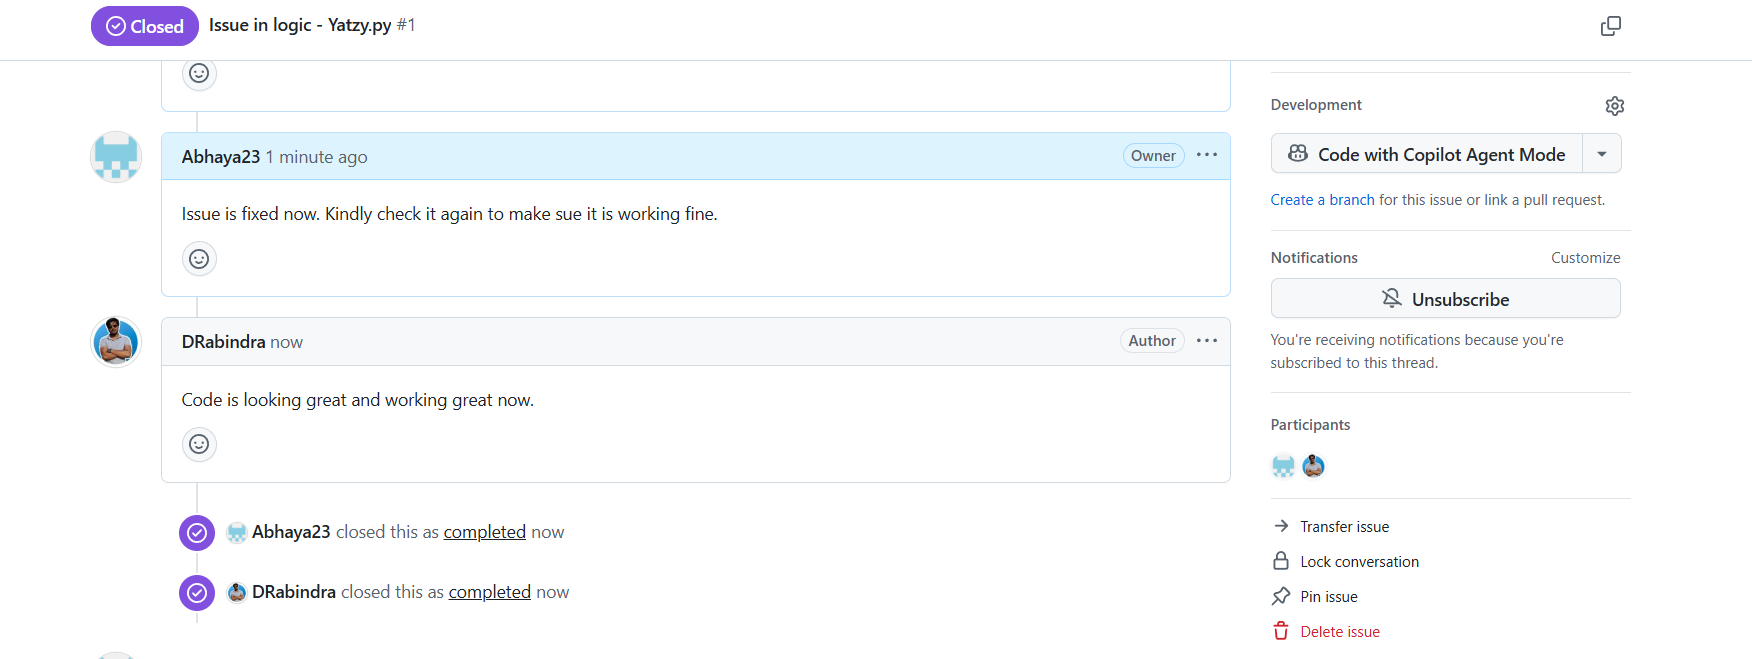 Closed Issue in logic - Yatzy.py #1
Abhaya23 1 minute ago Owner
Issue is fixed now. Kindly check it again to make sue it is working fine.
DRabindra now Author
Code is looking great and working great now.
Abhaya23 closed this as completed now
DRabindra closed this as completed now
Development
Code with Copilot Agent Mode
Create a branch for this issue or link a pull request.
Notifications Customize
Unsubscribe
You're receiving notifications because you're
subscribed to this thread.
Participants
Transfer issue
Lock conversation
Pin issue
Delete issue